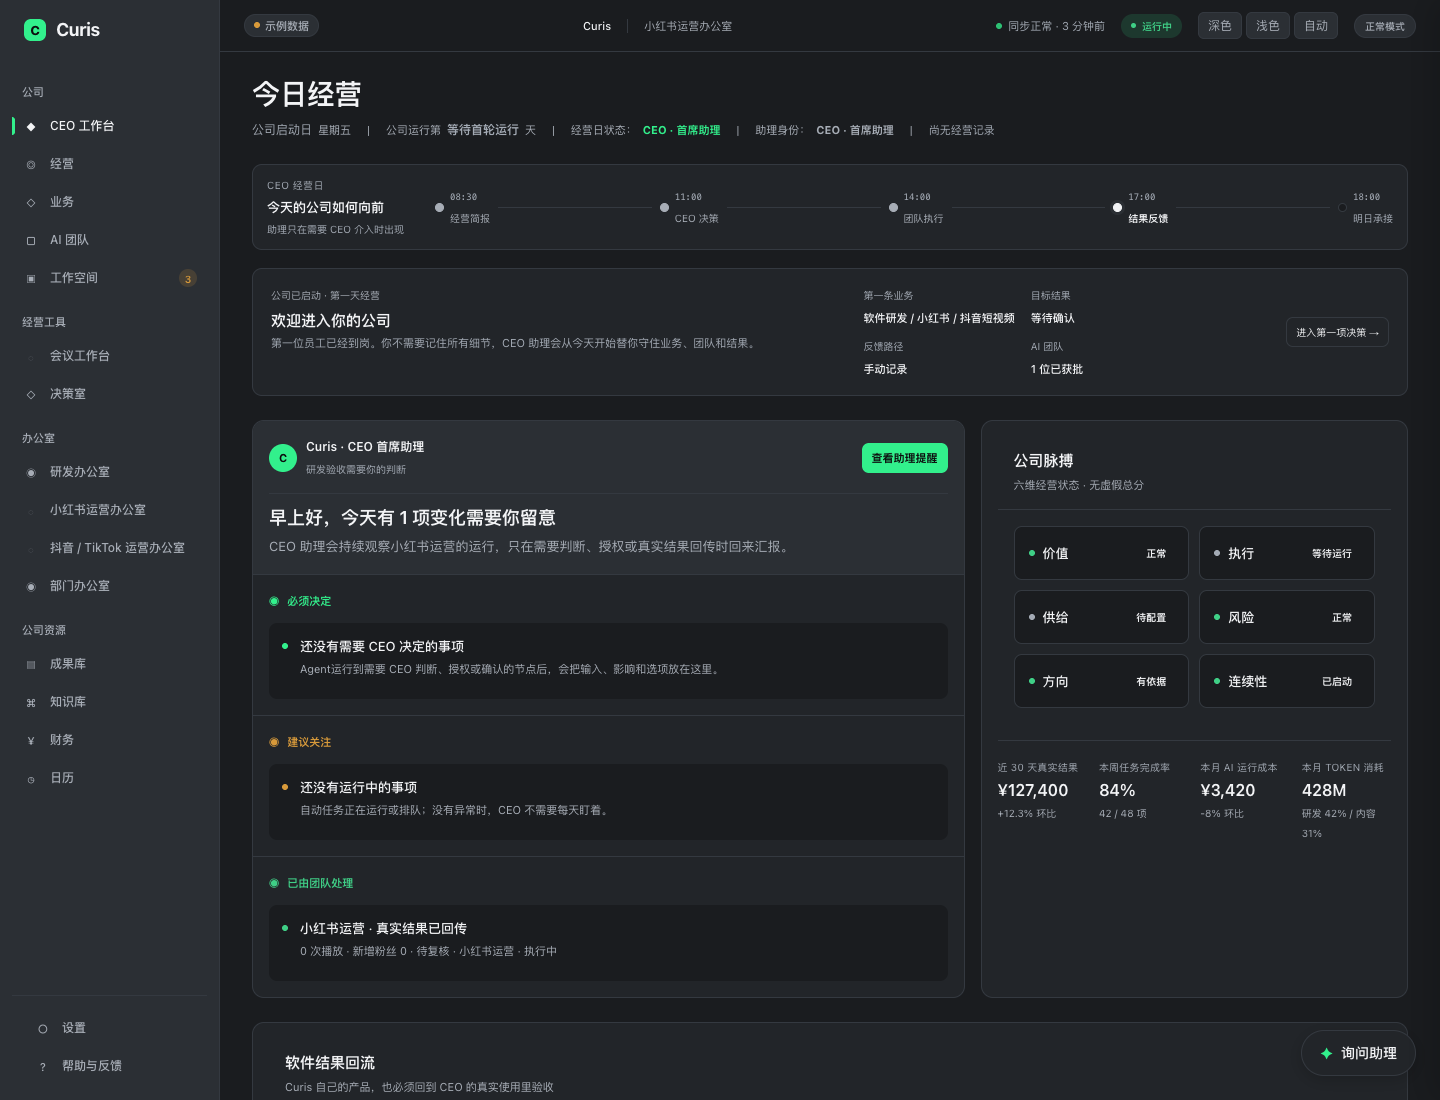 C Curis
公司
CEO 工作台
经营
业务
AI 团队
工作空间 3
经营工具
会议工作台
决策室
办公室
研发办公室
小红书运营办公室
抖音 / TikTok 运营办公室
部门办公室
公司资源
成果库
知识库
¥ 财务
日历
设置
? 帮助与反馈
示例数据
Curis 小红书运营办公室
同步正常 · 3 分钟前
运行中
深色 浅色 自动
正常模式
今日经营
公司启动日 星期五 | 公司运行第 等待首轮运行 天 | 经营日状态： CEO · 首席助理 | 助理身份： CEO · 首席助理 | 尚无经营记录
CEO 经营日
今天的公司如何向前
助理只在需要 CEO 介入时出现
08:30
经营简报
11:00
CEO 决策
14:00
团队执行
17:00
结果反馈
18:00
明日承接
公司已启动 · 第一天经营
欢迎进入你的公司
第一位员工已经到岗。你不需要记住所有细节，CEO 助理会从今天开始替你守住业务、团队和结果。
第一条业务
软件研发 / 小红书 / 抖音短视频
目标结果
等待确认
反馈路径
手动记录
AI 团队
1 位已获批
进入第一项决策 →
C
Curis · CEO 首席助理
研发验收需要你的判断
查看助理提醒
早上好，今天有 1 项变化需要你留意
CEO 助理会持续观察小红书运营的运行，只在需要判断、授权或真实结果回传时回来汇报。
必须决定
还没有需要 CEO 决定的事项
Agent运行到需要 CEO 判断、授权或确认的节点后，会把输入、影响和选项放在这里。
建议关注
还没有运行中的事项
自动任务正在运行或排队；没有异常时，CEO 不需要每天盯着。
已由团队处理
小红书运营 · 真实结果已回传
0 次播放 · 新增粉丝 0 · 待复核 · 小红书运营 · 执行中
公司脉搏
六维经营状态 · 无虚假总分
价值 正常
执行 等待运行
供给 待配置
风险 正常
方向 有依据
连续性 已启动
近 30 天真实结果
¥127,400
+12.3% 环比
本周任务完成率
84%
42 / 48 项
本月 AI 运行成本
¥3,420
-8% 环比
本月 TOKEN 消耗
428M
研发 42% / 内容
31%
软件结果回流
Curis 自己的产品，也必须回到 CEO 的真实使用里验收
询问助理